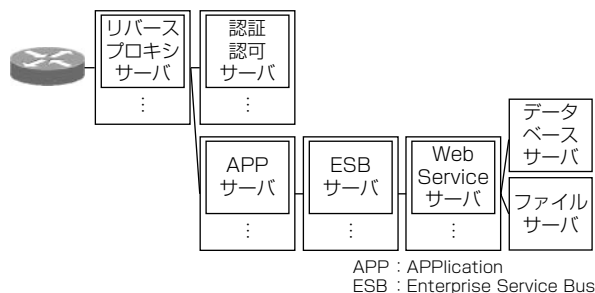 リバース
プロキシ
サーバ
⋮
認証
認可
サーバ
⋮
APP
サーバ
⋮
ESB
サーバ
⋮
Web
Service
サーバ
⋮
データ
ベース
サーバ
ファイル
サーバ
APP：APPlication
ESB：Enterprise Service Bus